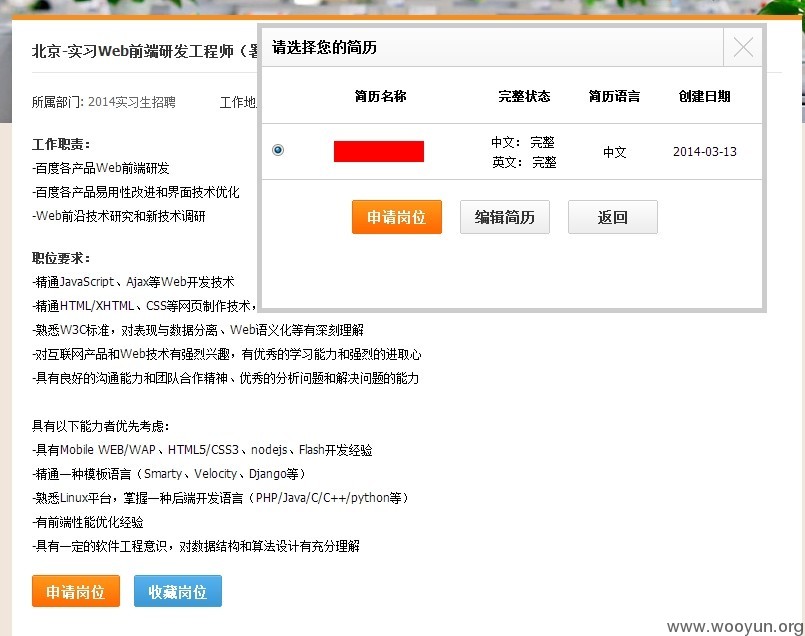 北京-实习Web前端研发工程师（暑
所属部门: 2014实习生招聘 工作地
工作职责：
-百度各产品Web前端研发
-百度各产品易用性改进和界面技术优化
-Web前沿技术研究和新技术调研
职位要求：
-精通JavaScript、Ajax等Web开发技术
-精通HTML/XHTML、CSS等网页制作技术，
-熟悉W3C标准，对表现与数据分离、Web语义化等有深刻理解
-对互联网产品和Web技术有强烈兴趣，有优秀的学习能力和强烈的进取心
-具有良好的沟通能力和团队合作精神、优秀的分析问题和解决问题的能力
具有以下能力者优先考虑：
-具有Mobile WEB/WAP、HTML5/CSS3、nodejs、Flash开发经验
-精通一种模板语言（Smarty、Velocity、Django等）
-熟悉Linux平台，掌握一种后端开发语言（PHP/Java/C/C++/python等）
-有前端性能优化经验
-具有一定的软件工程意识，对数据结构和算法设计有充分理解
申请岗位 收藏岗位
请选择您的简历
简历名称 完整状态 简历语言 创建日期
中文： 完整
英文： 完整
中文 2014-03-13
申请岗位 编辑简历 返回
www.wooyun.org